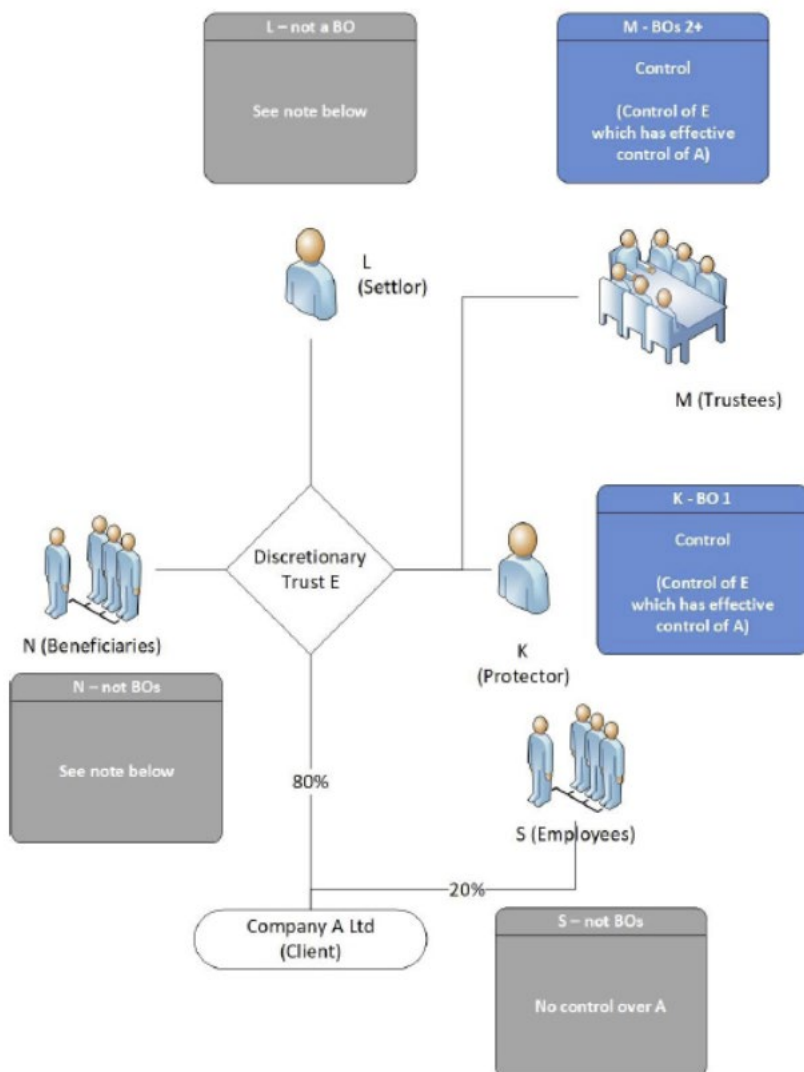 L – not a BO
See note below
M - BOs 2+
Control
(Control of E
which has effective
control of A)
L
(Settlor)
M (Trustees)
Discretionary
Trust E
N (Beneficiaries)
N – not BOs
See note below
K
(Protector)
K - BO 1
Control
(Control of E
which has effective
control of A)
80%
S (Employees)
20%
Company A Ltd
(Client)
S – not BOs
No control over A